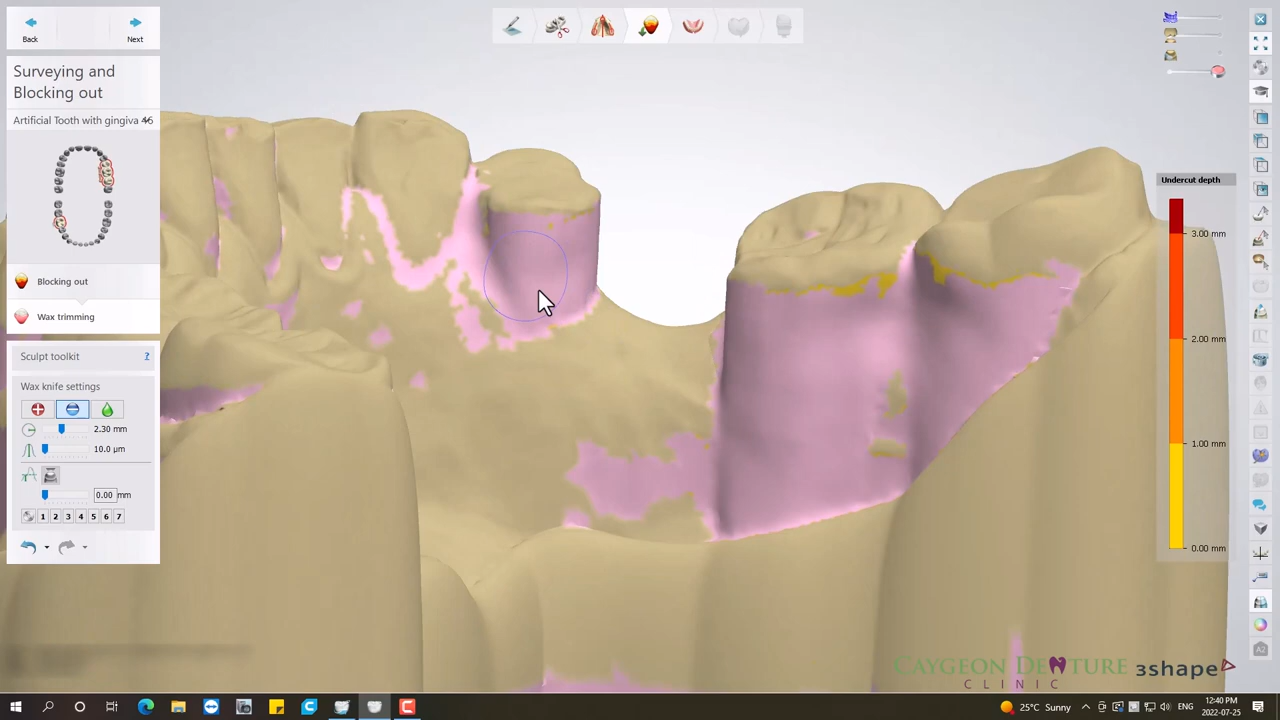 Back
Next
Surveying and
Blocking out
Artificial Tooth with gingiva 46
Blocking out
Wax trimming
Sculpt toolkit
?
Wax knife settings
2.30 mm
10.0 µm
0.00 mm
1 2 3 4 5 6 7
Undercut depth
3.00 mm
2.00 mm
1.00 mm
0.00 mm
A2
CAYGEON DENTURE
CLINIC
3shape
25°C Sunny
ENG
12:40 PM
2022-07-25